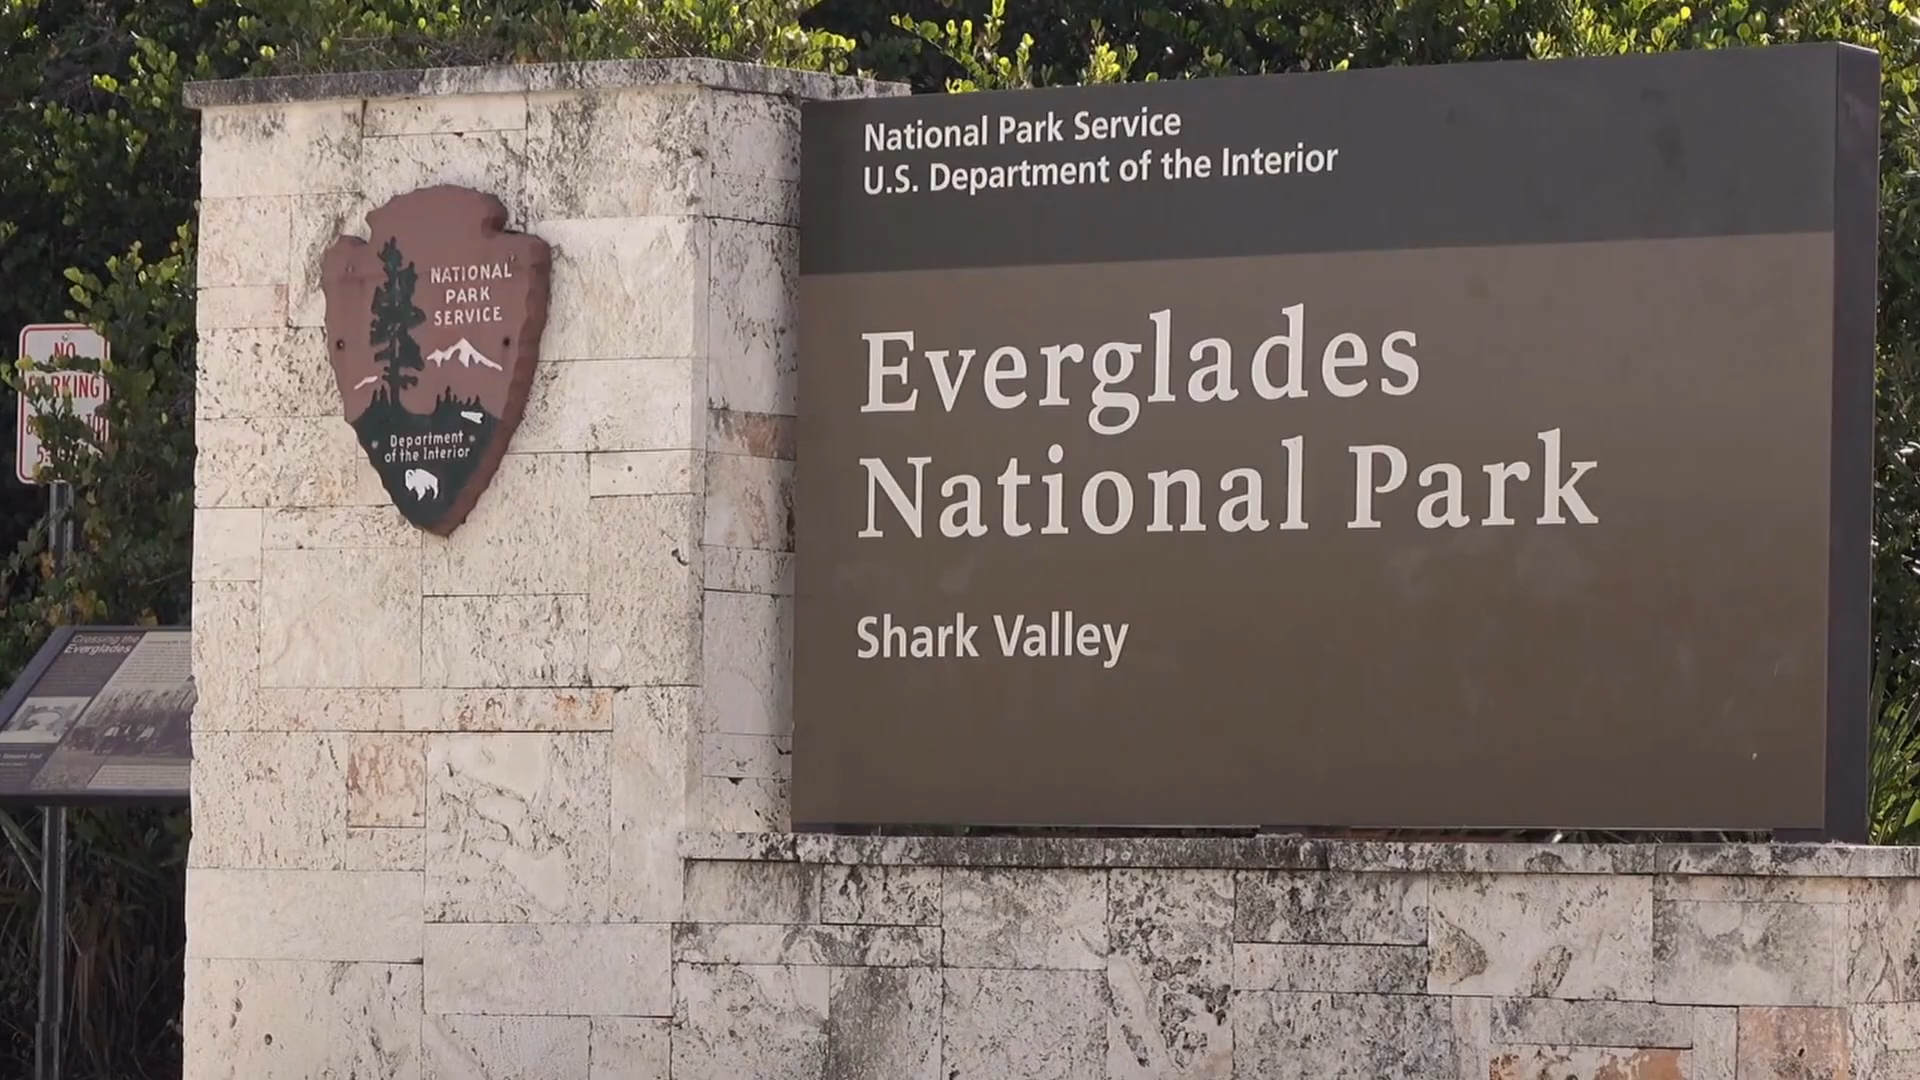 National Park Service
U.S. Department of the Interior
Everglades
National Park
Shark Valley
NATIONAL
PARK
SERVICE
Department
of the Interior
NO
PARKING
Crossing the
Everglades